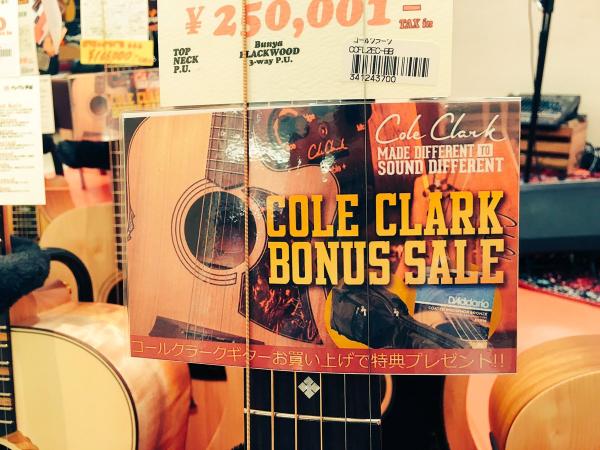 ¥250,001-
TAX in
TOP
NECK
P.U.
Bunya
BLACKWOOD
3-way P.U.
コールクラーク
CCFL2EC-BB
341243700
Cole Clark
MADE DIFFERENT TO
SOUND DIFFERENT
COLE CLARK
BONUS SALE
D'Addario
コールクラークギターお買い上げで特典プレゼント!!